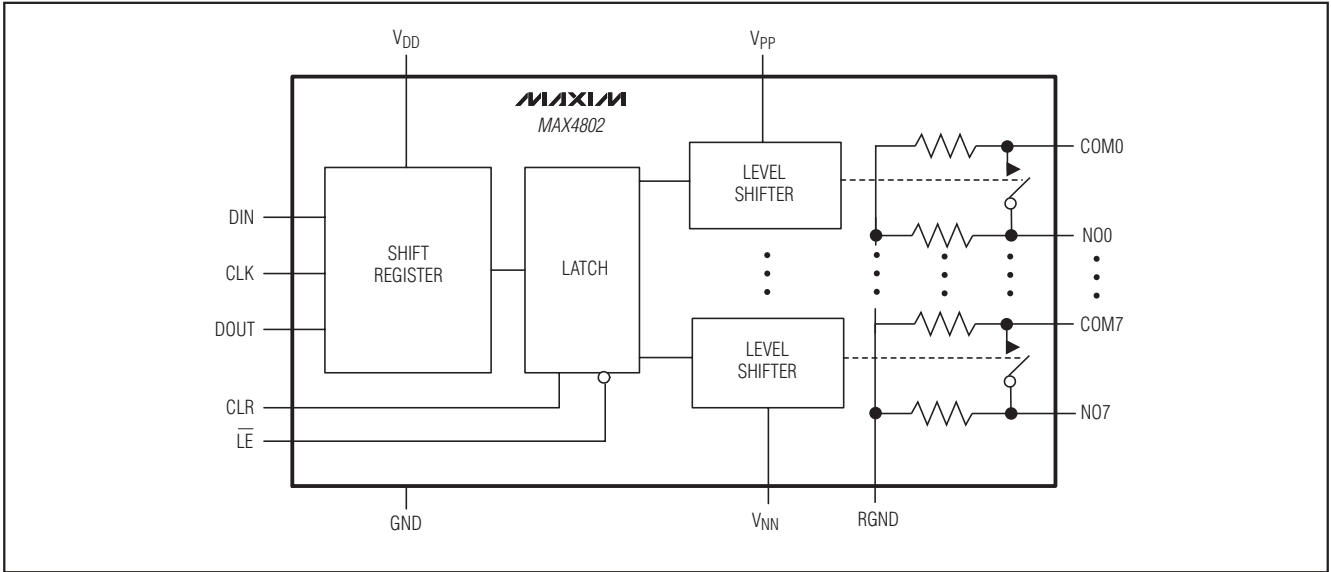 VDD
VPP
MAXIM
MAX4802
DIN
CLK
DOUT
CLR
LE
SHIFT
REGISTER
LATCH
LEVEL
SHIFTER
LEVEL
SHIFTER
COM0
NO0
COM7
NO7
GND
VNN
RGND